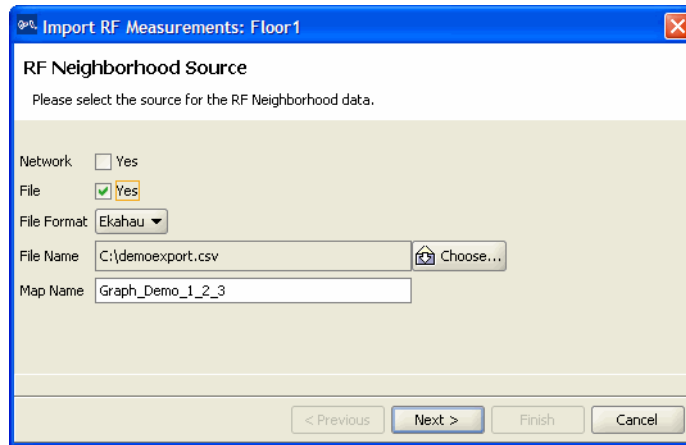 Import RF Measurements: Floor1
RF Neighborhood Source
Please select the source for the RF Neighborhood data.
Network Yes
File Yes
File Format Ekahau
File Name C:\demoexport.csv Choose...
Map Name Graph_Demo_1_2_3
< Previous Next > Finish Cancel